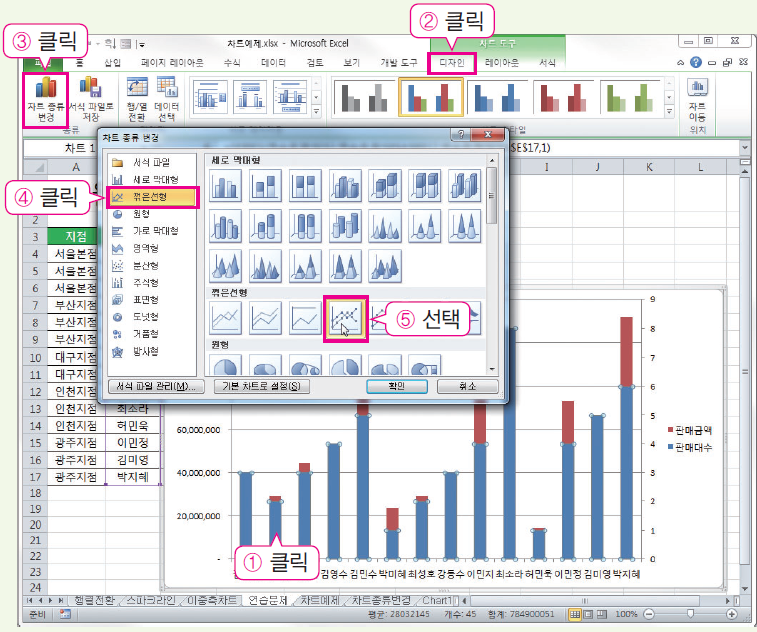 ③ 클릭
② 클릭
차트예제.xlsx - Microsoft Excel
차트 도구
파일 홈 삽입 페이지 레이아웃 수식 데이터 검토 보기 개발 도구 디자인 레이아웃 서식
차트 종류 변경
서식 파일로 저장
행/열 전환
데이터 선택
차트 이동
종류
위치
차트 1
$E$17,1)
차트 종류 변경
A I J K L
④ 클릭
서식 파일
세로 막대형
꺾은선형
원형
가로 막대형
영역형
분산형
주식형
표면형
도넛형
거품형
방사형
세로 막대형
꺾은선형
원형
⑤ 선택
서식 파일 관리(M)...
기본 차트로 설정(S)
확인
취소
2
3 지점
4 서울본점
5 서울본점
6 서울본점
7 부산지점
8 부산지점
9 부산지점
10 대구지점
11 대구지점
12 인천지점
13 인천지점 최소라
14 인천지점 허민욱
15 광주지점 이민정
16 광주지점 김미영
17 광주지점 박지혜
18
19
20
21
22
23
24
60,000,000
40,000,000
20,000,000
-
9
8
7
6
5
4
3
2
1
0
판매금액
판매대수
① 클릭
김영수 김민수 박미혜 최성호 강동수 이민지 최소라 허민욱 이민정 김미영 박지혜
행렬전환 스파크라인 이중축차트 연습문제 차트예제 차트종류변경 Chart1
준비
평균: 28032145 개수: 45 합계: 784900051 100%